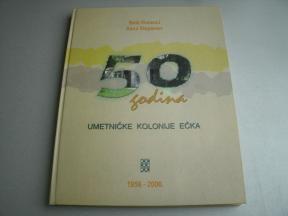 50
godina
UMETNIČKE KOLONIJE EČKA
1956 - 2006.